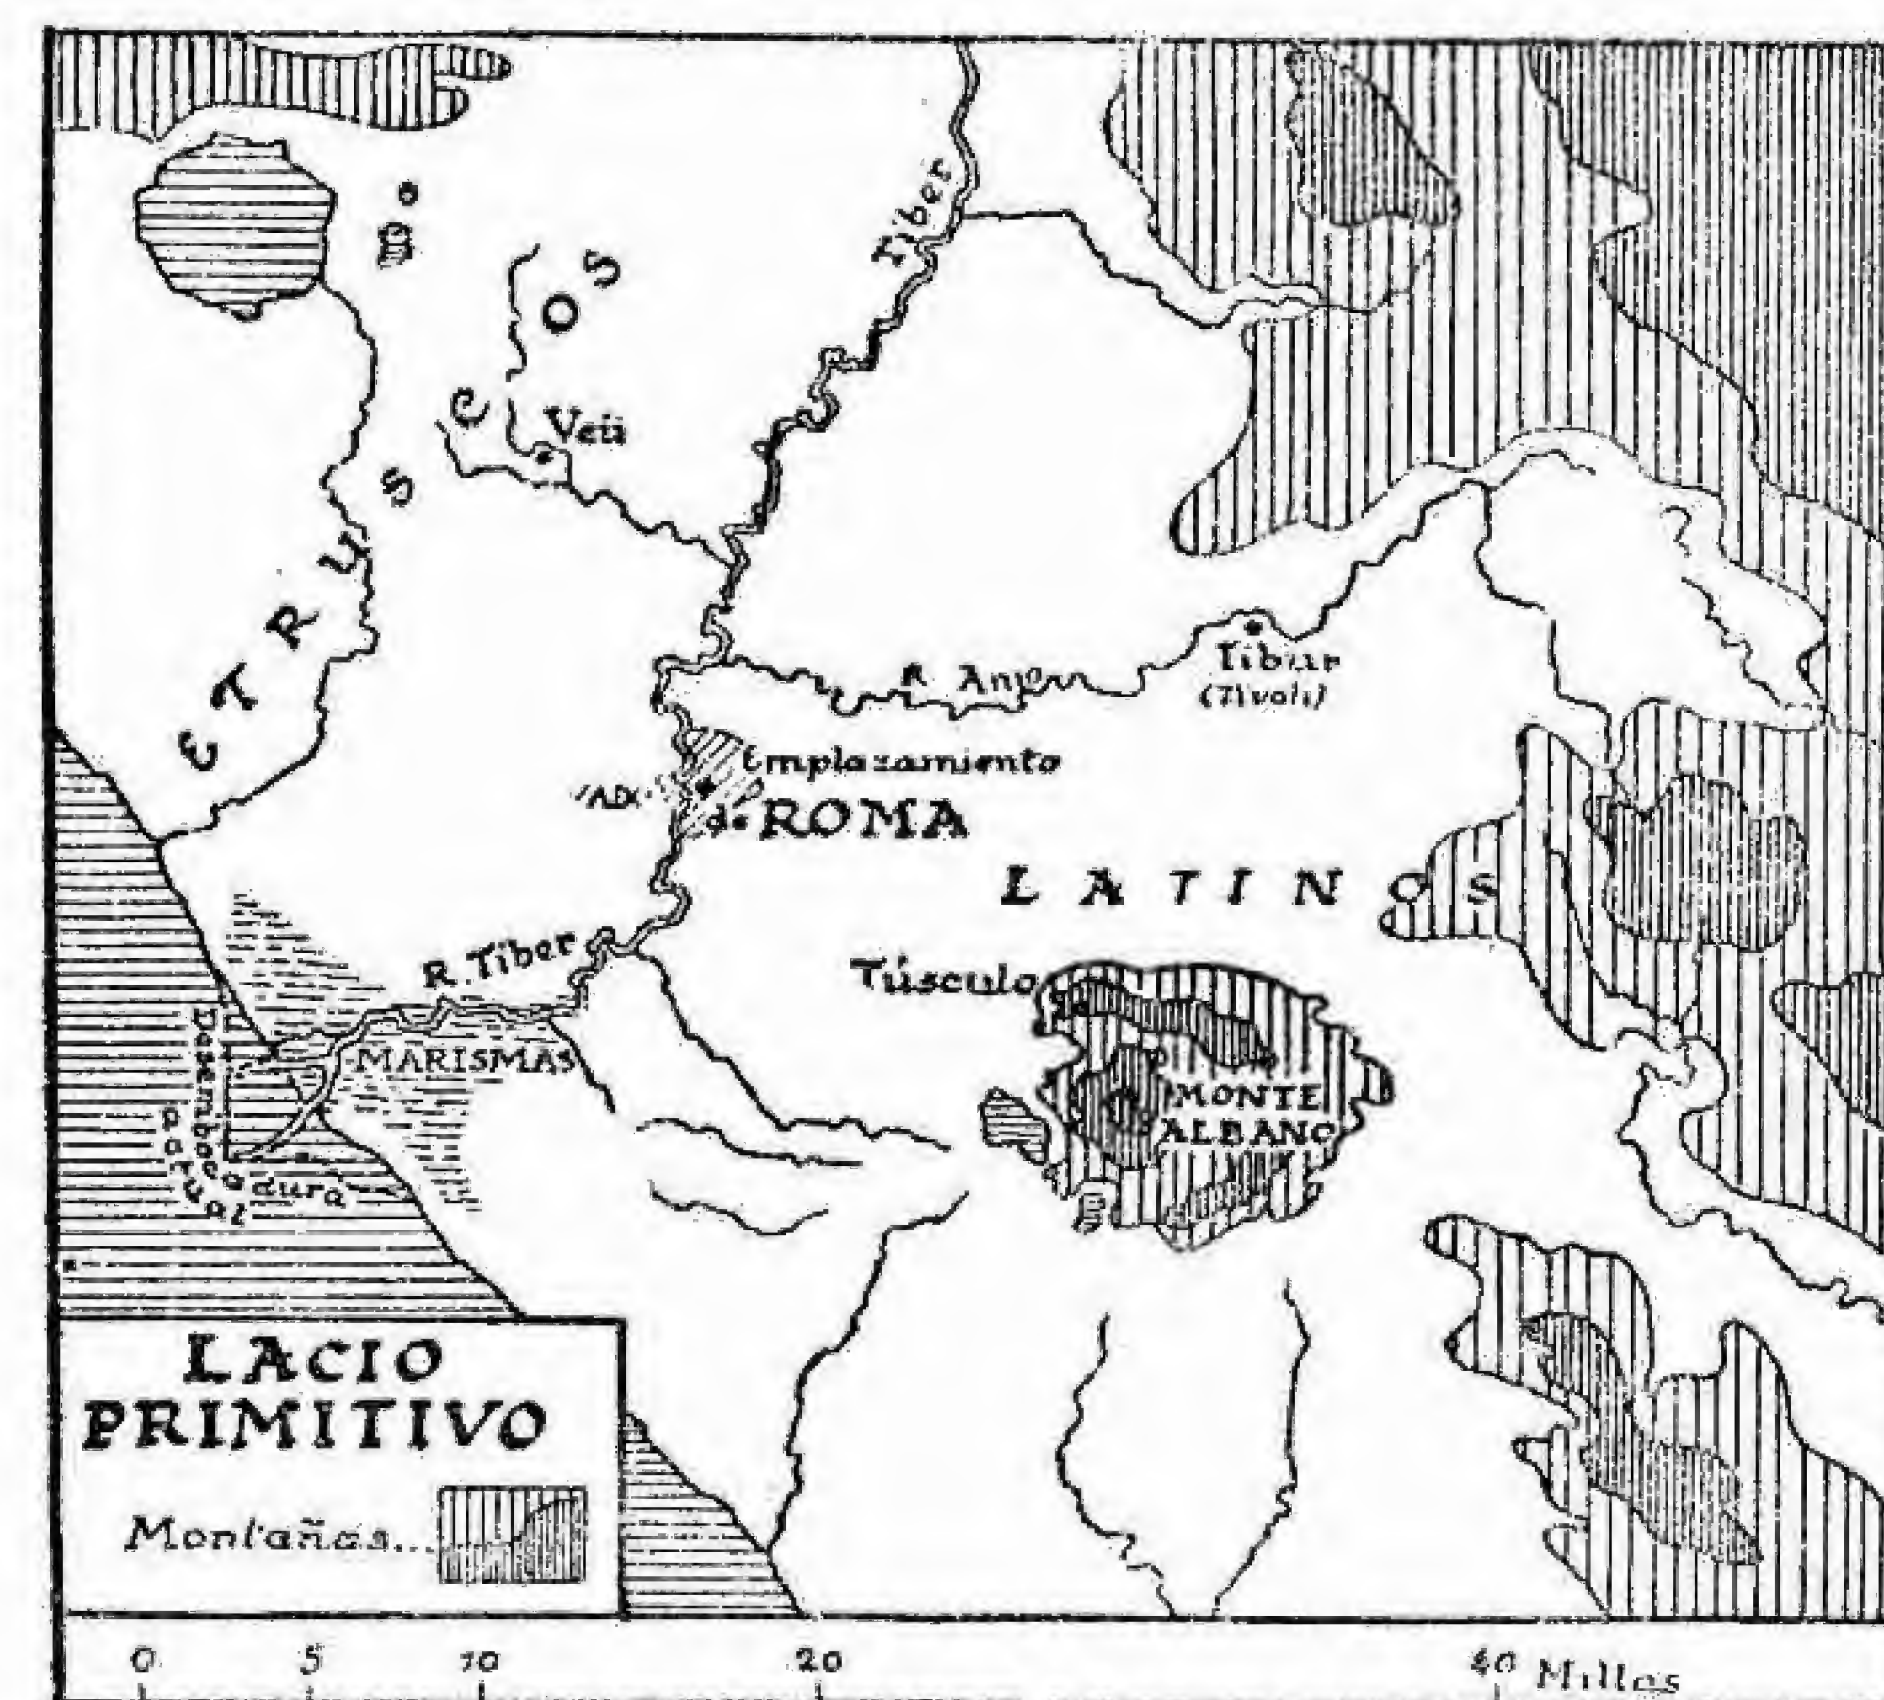 Tiber
ETRUSCOS
Veii
R. Anio
Tibur
(Tivoli)
Emplazamiento
de ROMA
LATINOS
R. Tiber
Túsculo
MARISMAS
Desembocadura
actual
MONTE
ALBANO
LACIO
PRIMITIVO
Montañas...
0 5 10 20 40 Millas